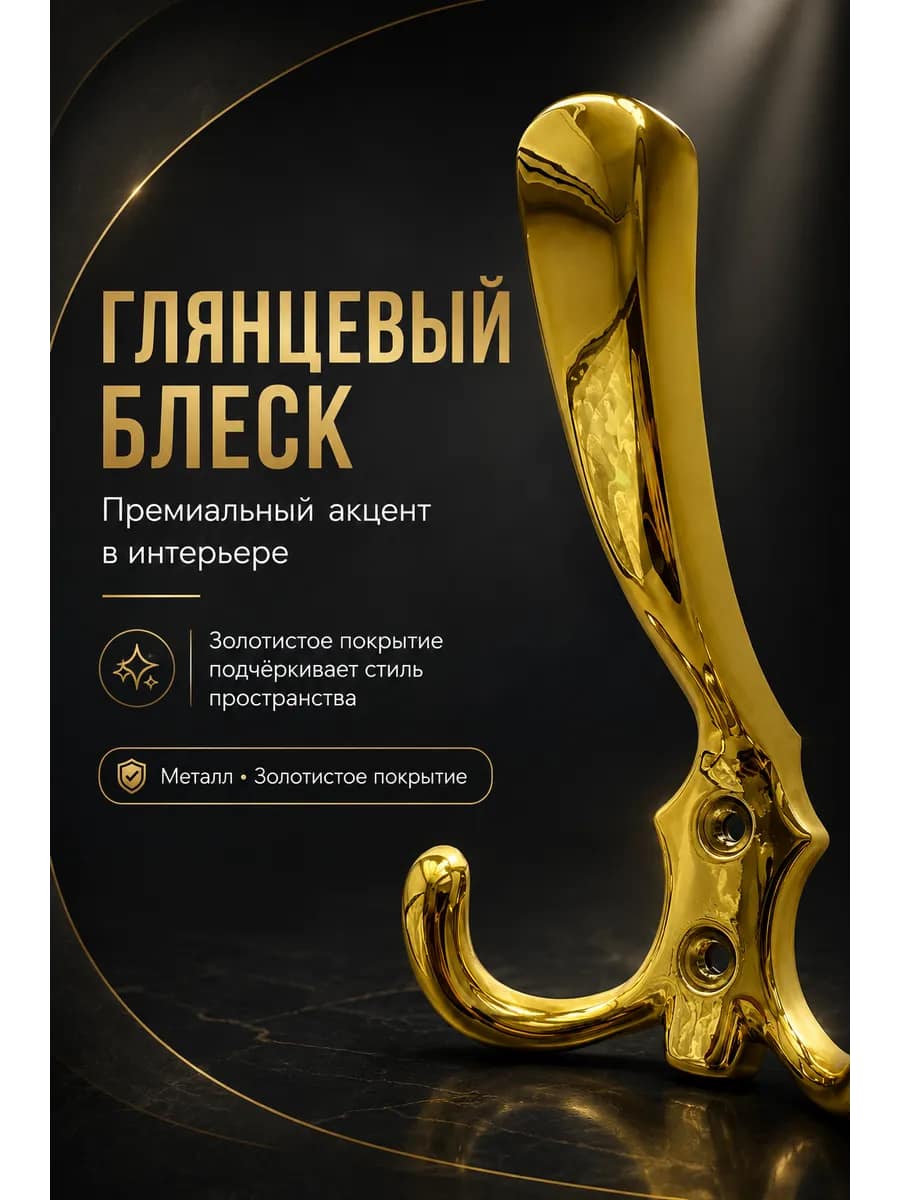 ГЛЯНЦЕВЫЙ
БЛЕСК
Премиальный акцент
в интерьере
Золотистое покрытие
подчёркивает стиль
пространства
Металл • Золотистое покрытие